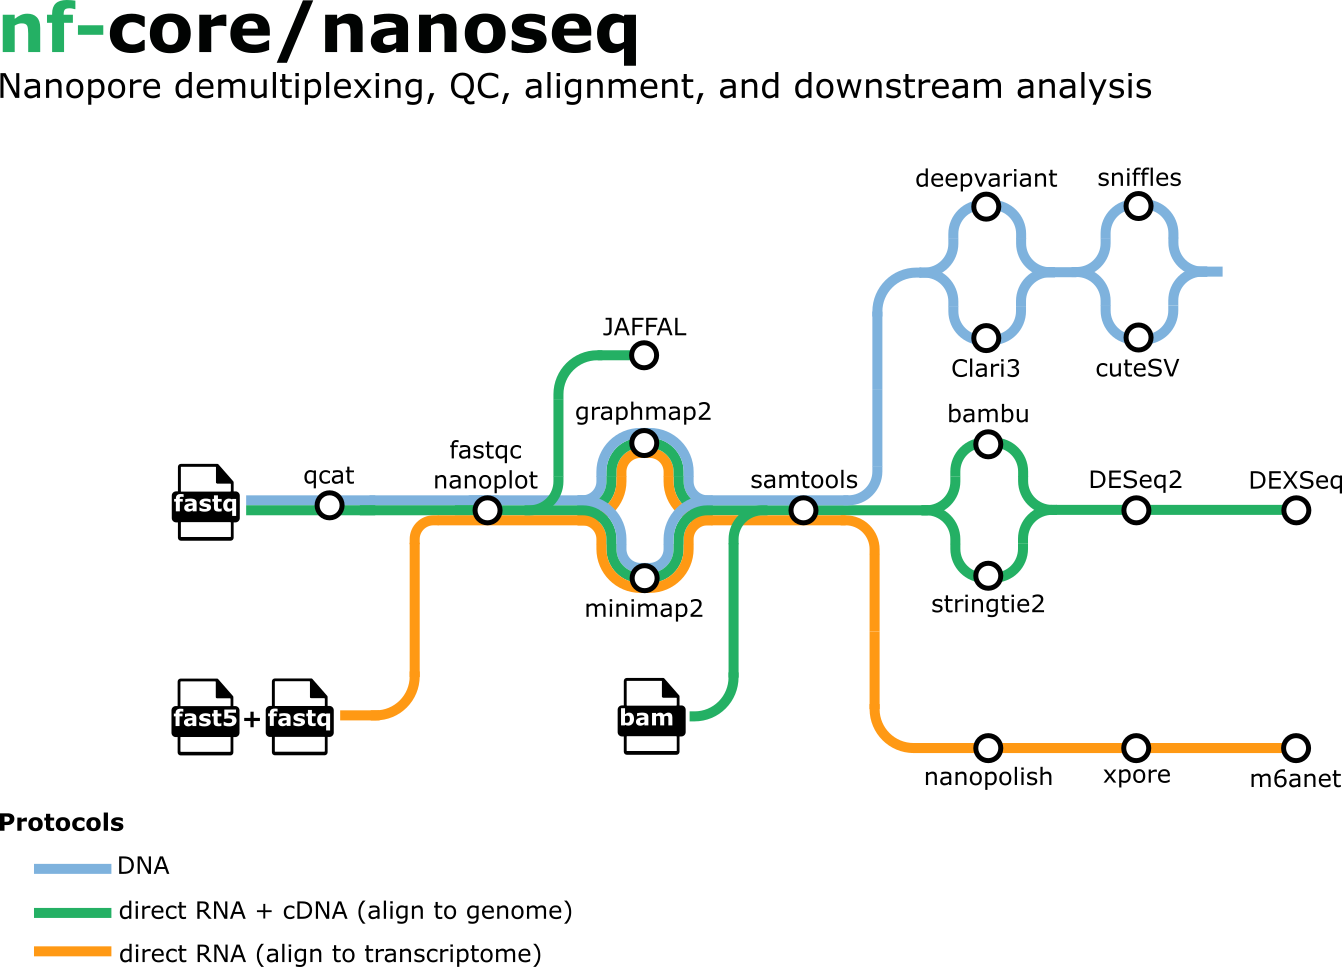 nf-core/nanoseq
Nanopore demultiplexing, QC, alignment, and downstream analysis
deepvariant
sniffles
Clari3
cuteSV
JAFFAL
graphmap2
bambu
fastq
qcat
fastqc
nanoplot
samtools
DESeq2
DEXSeq
minimap2
stringtie2
fast5+fastq
bam
nanopolish
xpore
m6anet
Protocols
DNA
direct RNA + cDNA (align to genome)
direct RNA (align to transcriptome)